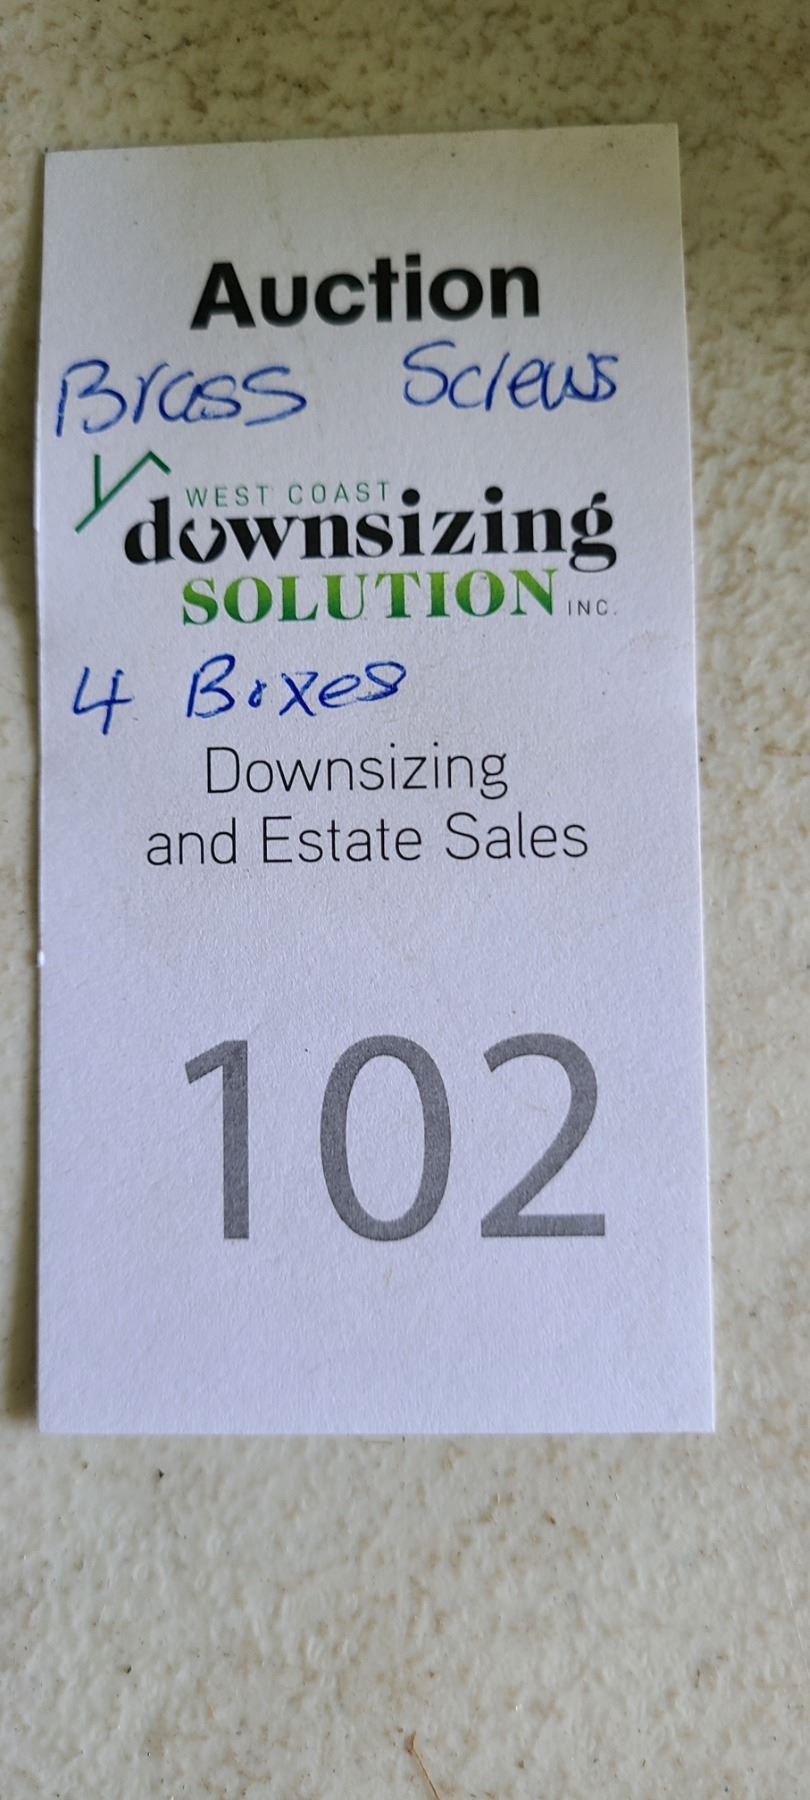 Auction
Brass Screws
WEST COAST
downsizing
SOLUTION INC.
4 Boxes
Downsizing
and Estate Sales
102